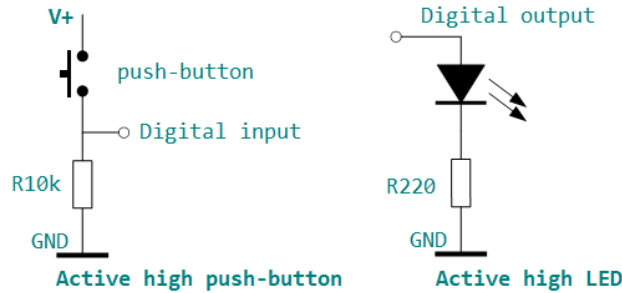 V+
push-button
Digital input
R10k
GND
Active high push-button
Digital output
R220
GND
Active high LED